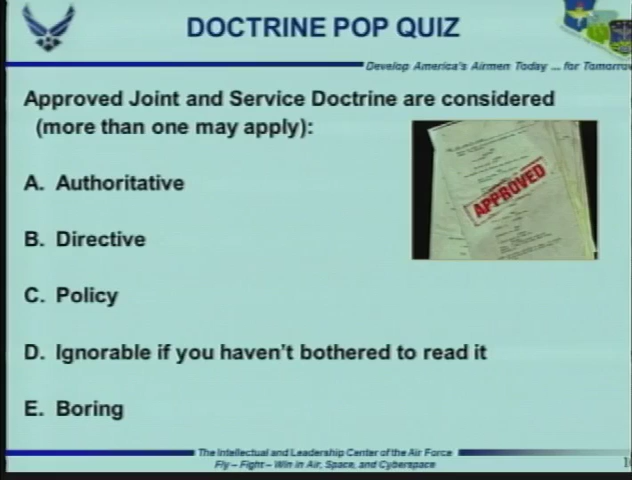 DOCTRINE POP QUIZ
Develop America's Airmen Today ... for Tomorrow
Approved Joint and Service Doctrine are considered
(more than one may apply):
APPROVED
A. Authoritative
B. Directive
C. Policy
D. Ignorable if you haven't bothered to read it
E. Boring
The Intellectual and Leadership Center of the Air Force
Fly – Fight – Win in Air, Space, and Cyberspace